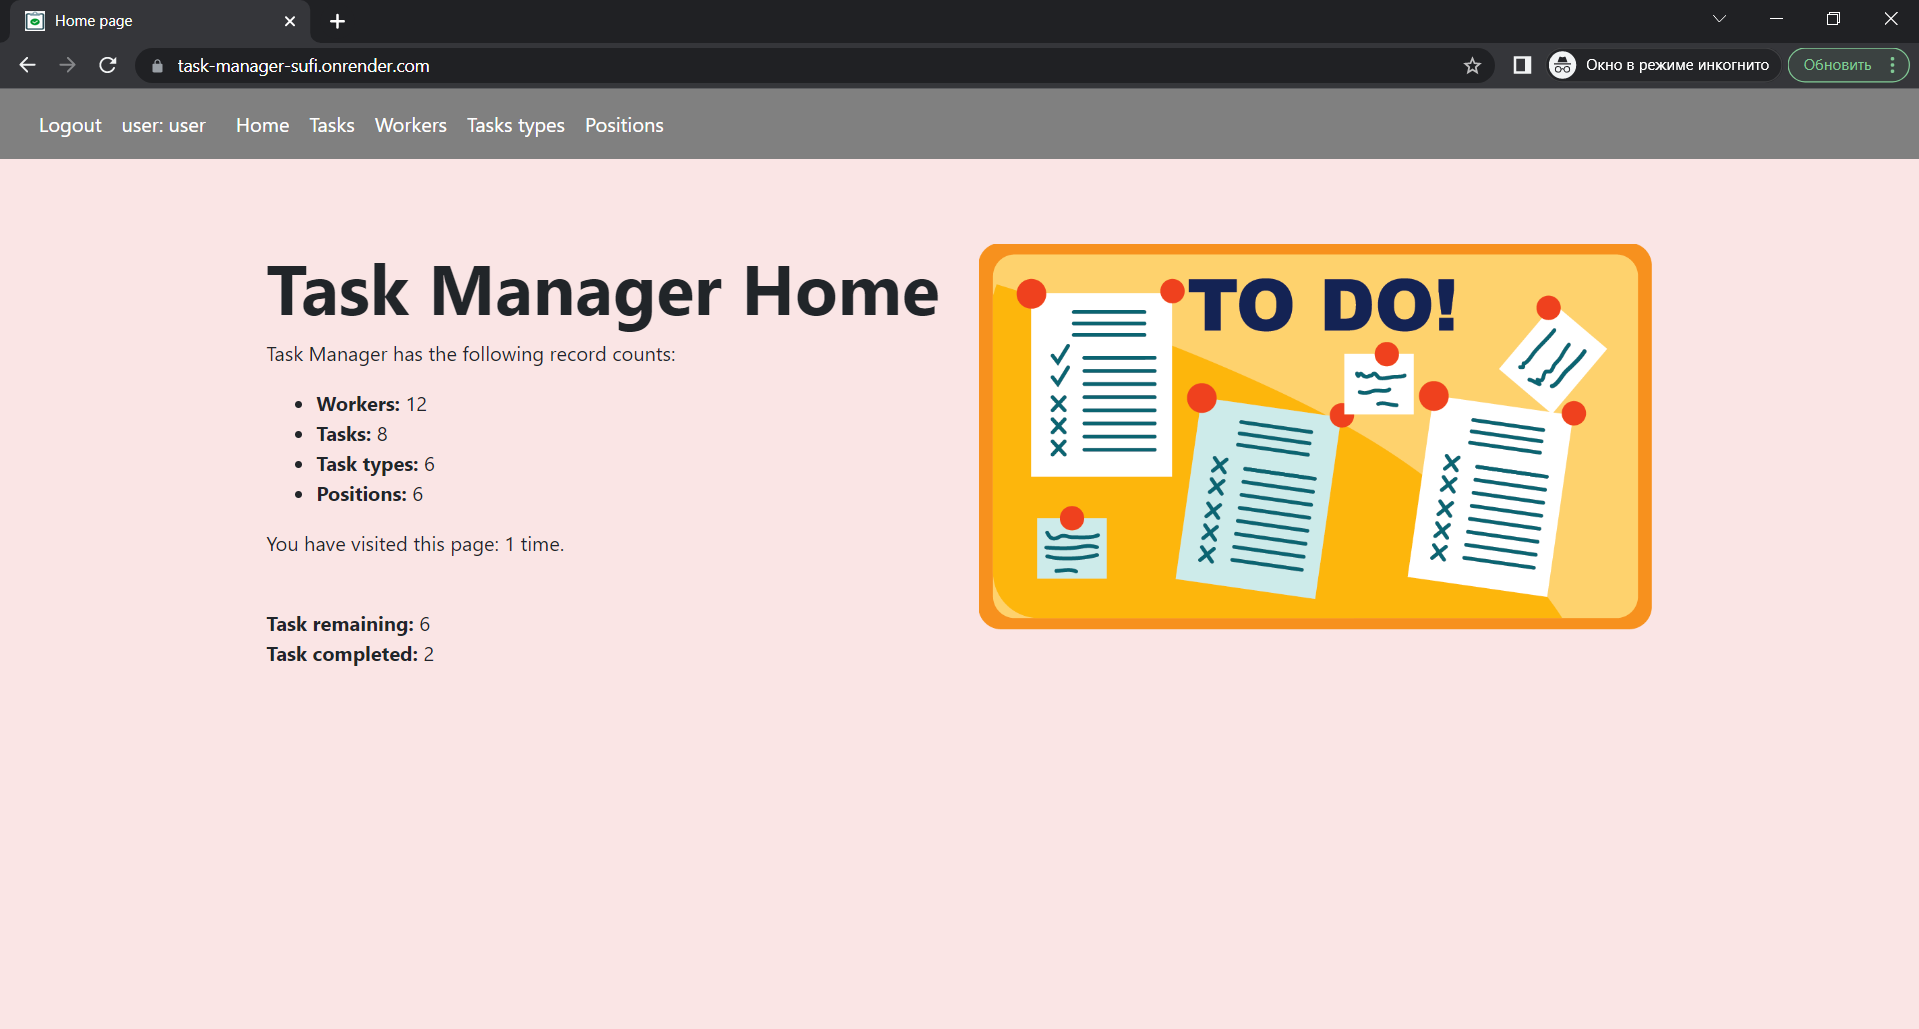 Home page
task-manager-sufi.onrender.com
Окно в режиме инкогнито
Обновить
Logout user: user Home Tasks Workers Tasks types Positions
Task Manager Home
Task Manager has the following record counts:
Workers: 12
Tasks: 8
Task types: 6
Positions: 6
You have visited this page: 1 time.
Task remaining: 6
Task completed: 2
TO DO!